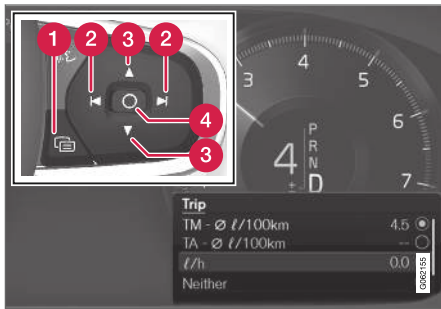 1
2
3
2
4
3
3
4
5
6
7
4
P
R
N
D
±
Trip
TM - Ø ℓ/100km 4.5
TA - Ø ℓ/100km --
ℓ/h 0.0
Neither
G062155